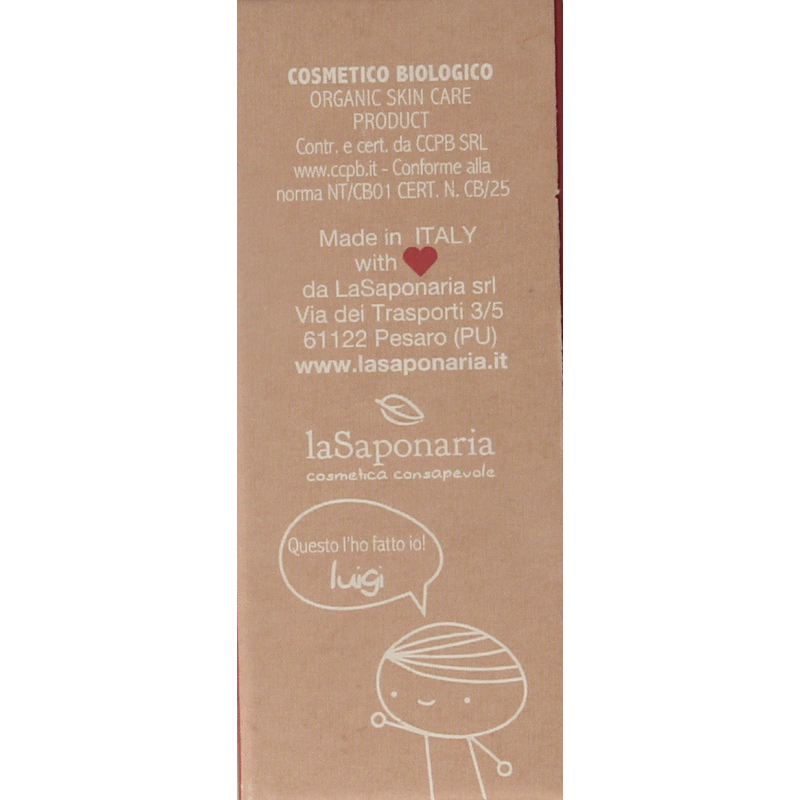 COSMETICO BIOLOGICO
ORGANIC SKIN CARE
PRODUCT
Contr. e cert. da CCPB SRL
www.ccpb.it - Conforme alla
norma NT/CB01 CERT. N. CB/25
Made in ITALY
with
da LaSaponaria srl
Via dei Trasporti 3/5
61122 Pesaro (PU)
www.lasaponaria.it
laSaponaria
cosmetica consapevole
Questo l'ho fatto io!
luigi